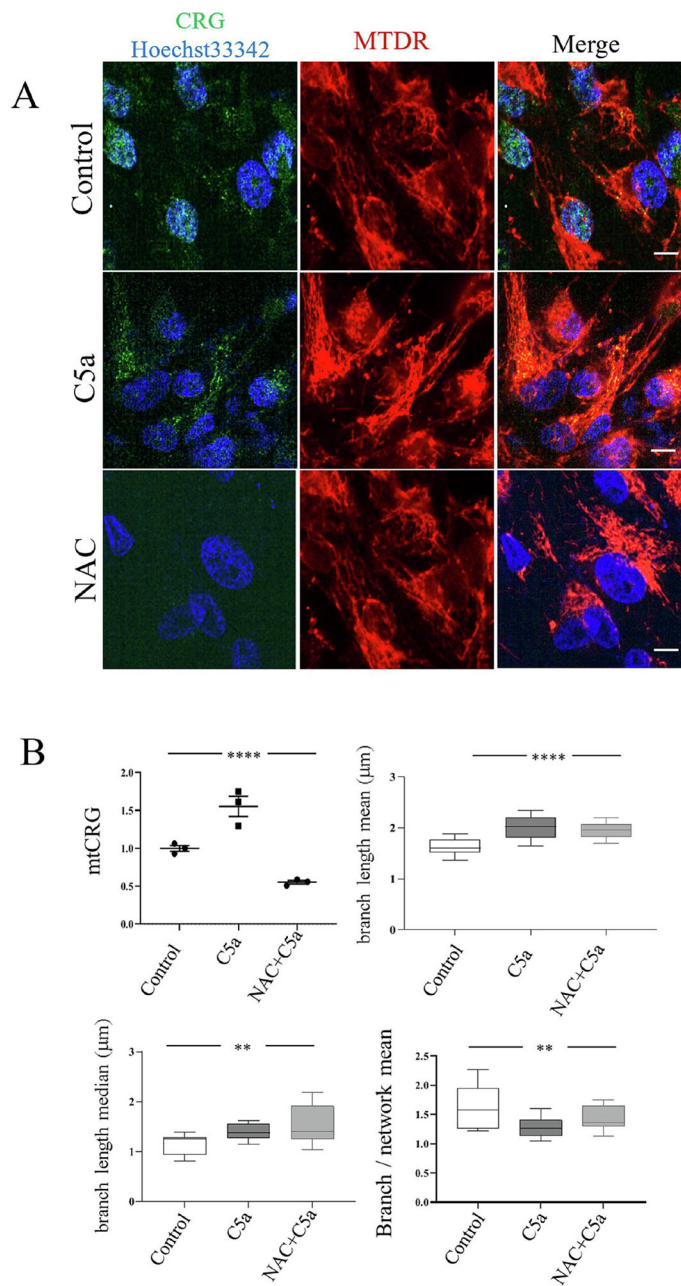 CRG
Hoechst33342
MTDR
Merge
A
Control
C5a
NAC
B
****
2.0
1.5
1.0
0.5
0.0
mtCRG
Control
C5a
NAC+C5a
****
4
3
2
1
branch length mean (μm)
Control
C5a
NAC+C5a
**
3
2
1
0
branch length median (μm)
Control
C5a
NAC+C5a
**
2.5
2.0
1.5
1.0
0.5
0.0
Branch / network mean
Control
C5a
NAC+C5a